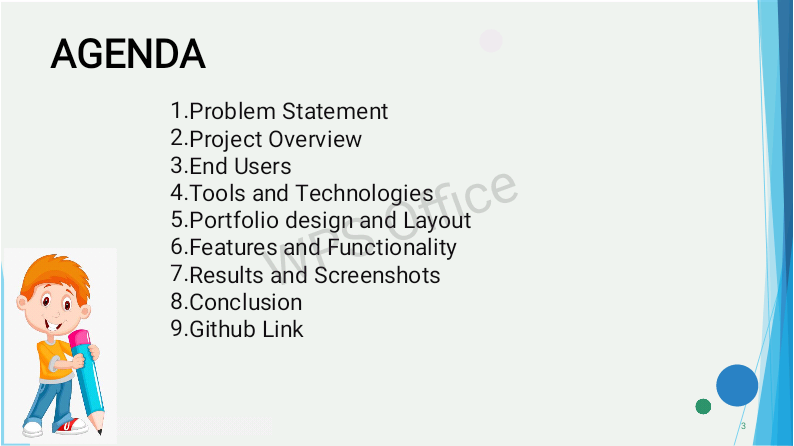 AGENDA
1.Problem Statement
2.Project Overview
3.End Users
4.Tools and Technologies
5.Portfolio design and Layout
6.Features and Functionality
7.Results and Screenshots
8.Conclusion
9.Github Link
WPS Office
3